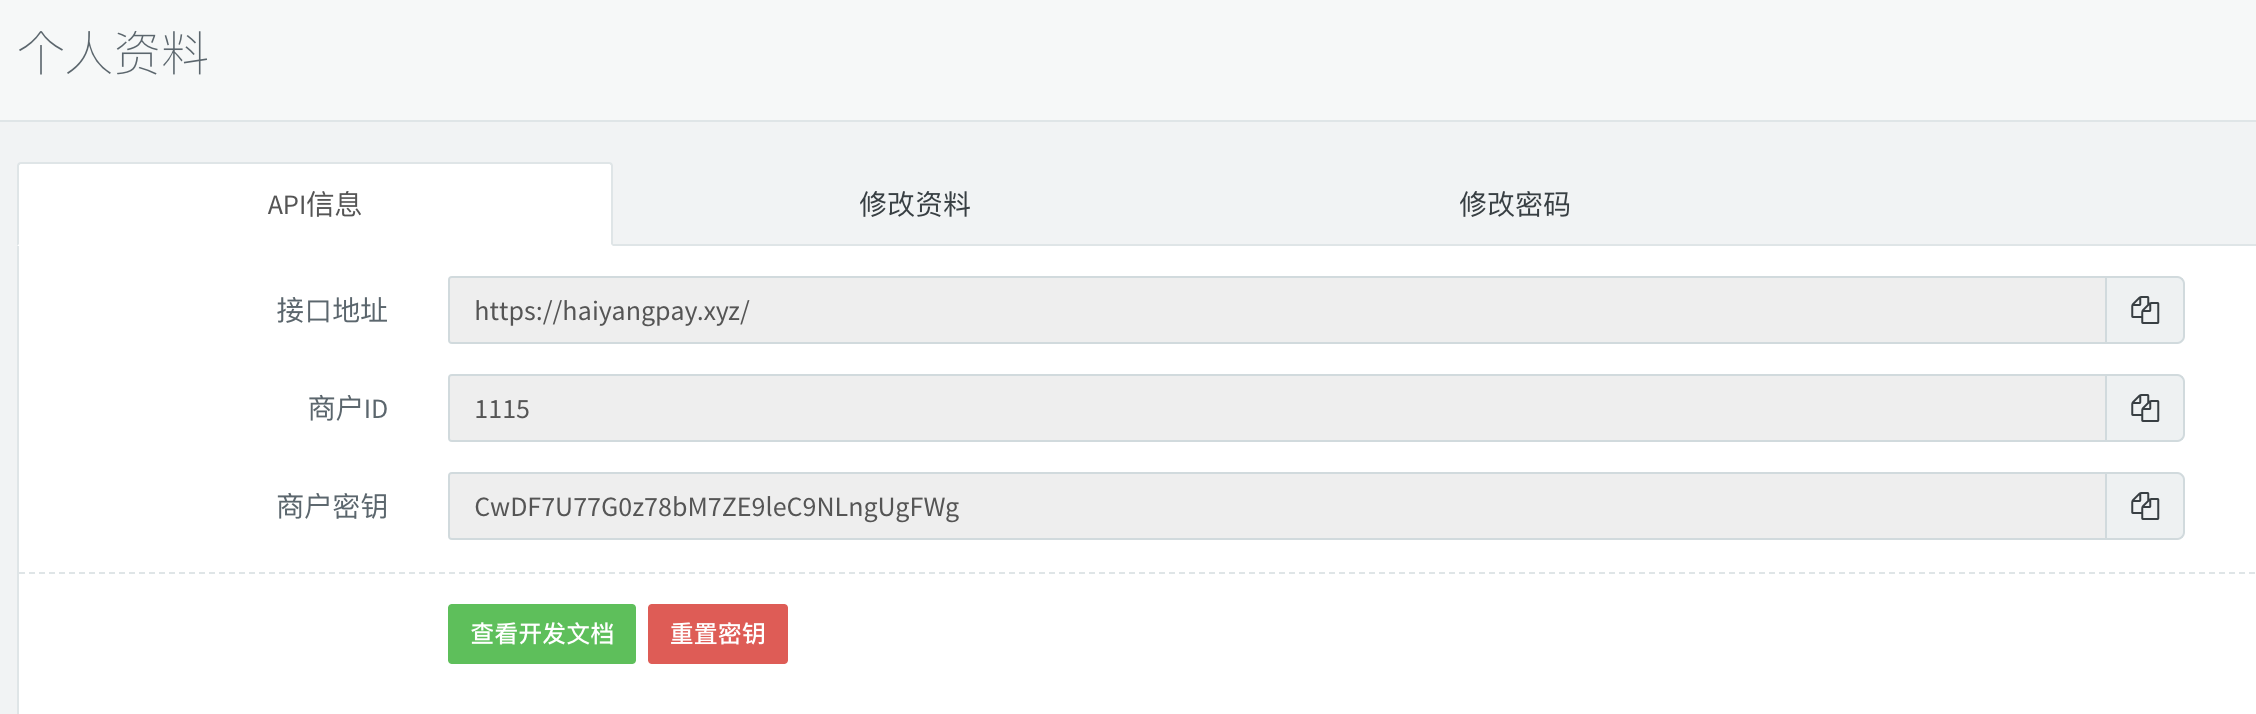 个人资料
API信息 修改资料 修改密码
接口地址 https://haiyangpay.xyz/
商户ID 1115
商户密钥 CwDF7U77G0z78bM7ZE9leC9NLngUgFWg
查看开发文档 重置密钥